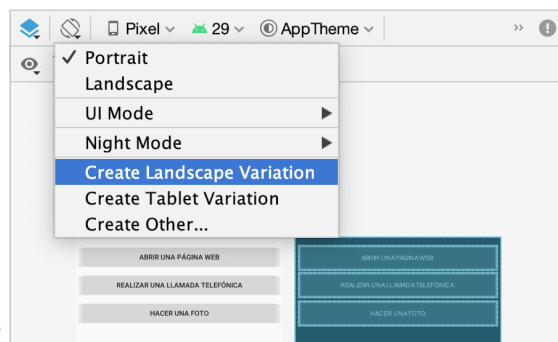 Pixel 29 AppTheme >>
Portrait
Landscape
UI Mode
Night Mode
Create Landscape Variation
Create Tablet Variation
Create Other...
ABRIR UNA PÁGINA WEB
ABRIR UNA PÁGINA WEB
REALIZAR UNA LLAMADA TELEFÓNICA
REALIZAR UNA LLAMADA TELEFÓNICA
HACER UNA FOTO
HACER UNA FOTO